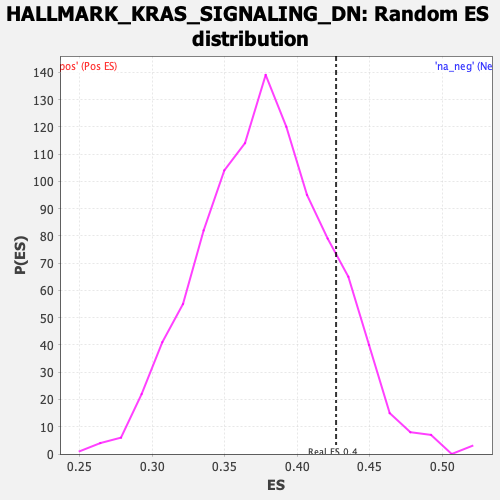 HALLMARK_KRAS_SIGNALING_DN: Random ES
distribution
pos' (Pos ES)
'na_neg' (Ne
140
130
120
110
100
90
80
70
60
50
40
30
20
10
0
P(ES)
Real ES 0.4
0.25 0.30 0.35 0.40 0.45 0.50
ES